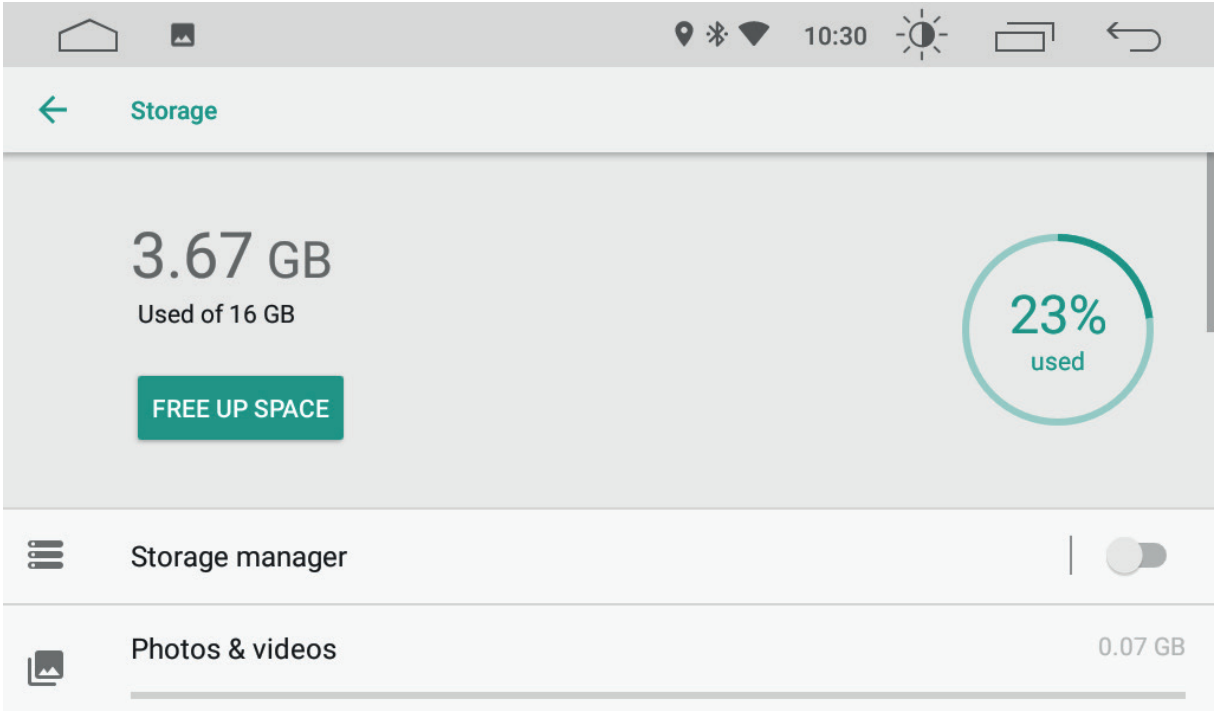 10:30
Storage
3.67 GB
Used of 16 GB
23%
used
FREE UP SPACE
Storage manager
Photos & videos 0.07 GB